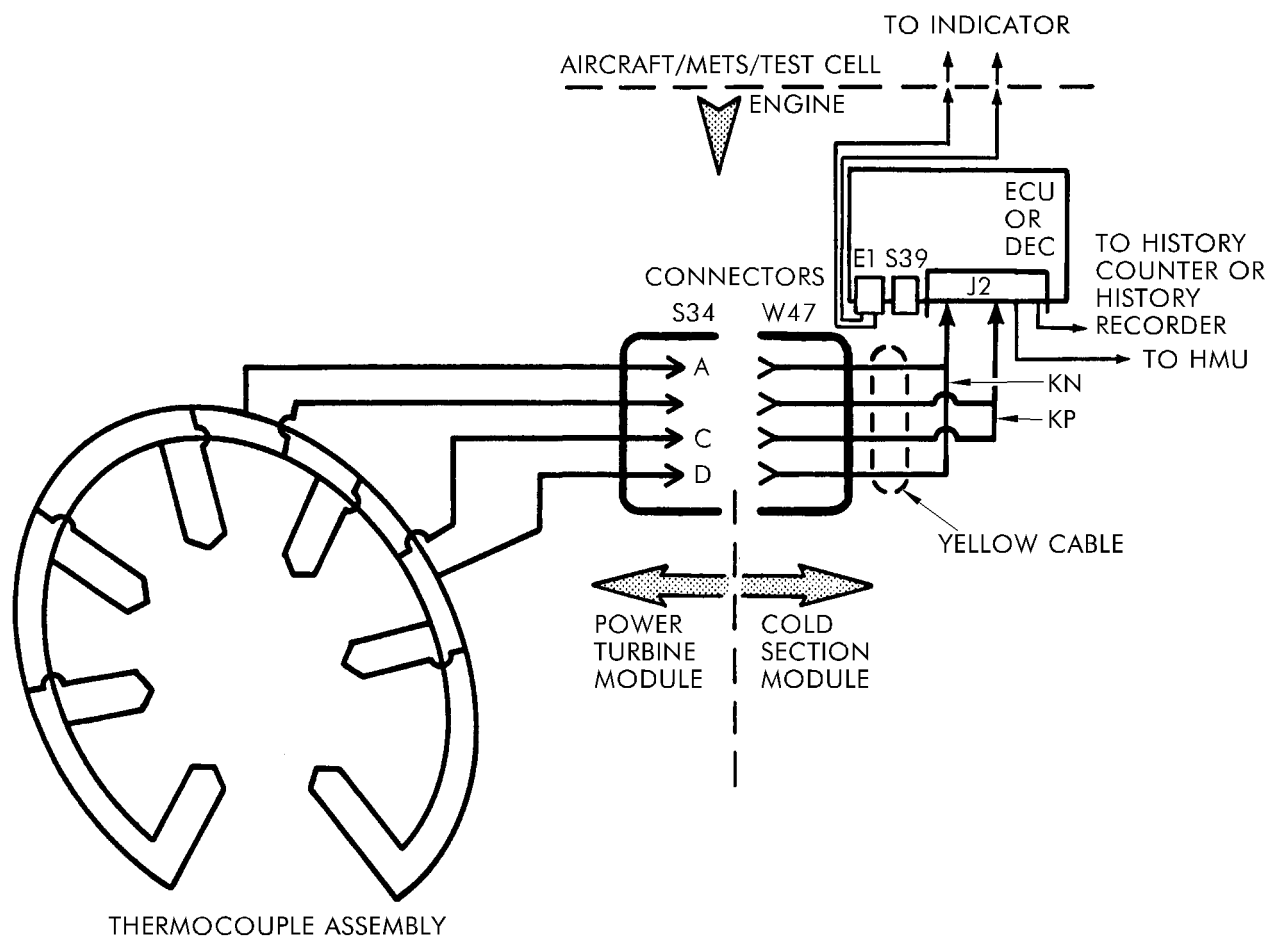 TO INDICATOR
AIRCRAFT/METS/TEST CELL
ENGINE
ECU
OR
DEC
TO HISTORY
COUNTER OR
HISTORY
RECORDER
E1 S39
J2
CONNECTORS
S34 W47
TO HMU
A
KN
KP
C
D
YELLOW CABLE
POWER
TURBINE
MODULE
COLD
SECTION
MODULE
THERMOCOUPLE ASSEMBLY